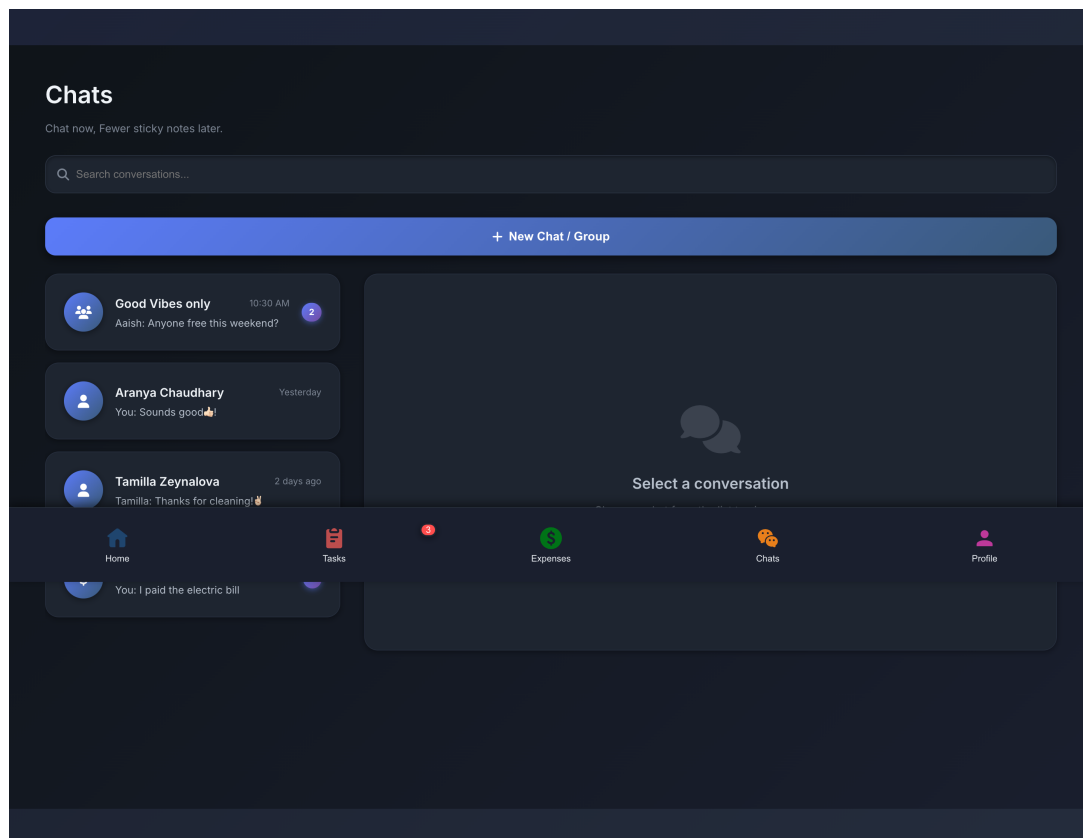 Chats
Chat now, Fewer sticky notes later.
Search conversations...
+ New Chat / Group
Good Vibes only 10:30 AM
Aaish: Anyone free this weekend? 2
Aranya Chaudhary Yesterday
You: Sounds good👍🏻!
Tamilla Zeynalova 2 days ago
Tamilla: Thanks for cleaning!✌🏻
Select a conversation
3
Home Tasks Expenses Chats Profile
You: I paid the electric bill